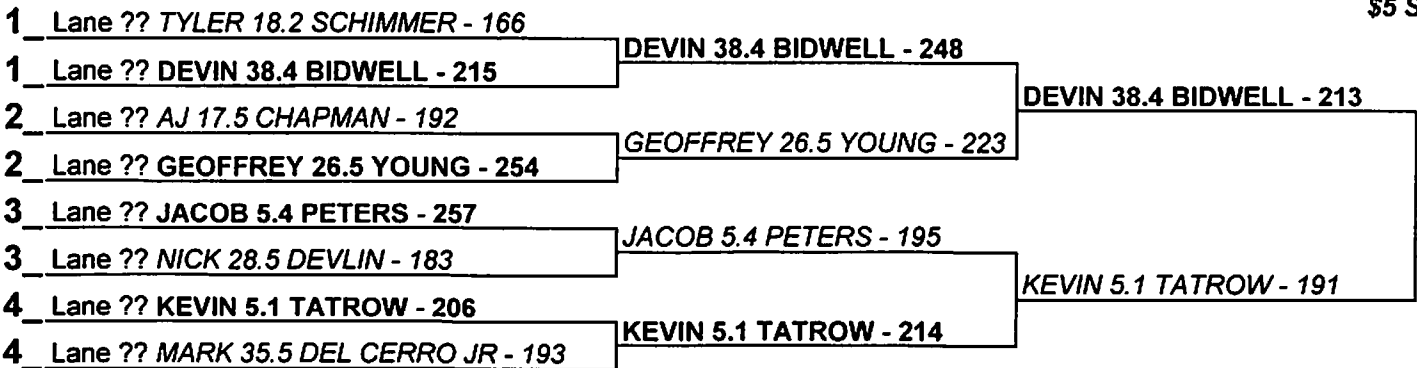 $5 S
1_ Lane ?? TYLER 18.2 SCHIMMER - 166
1_ Lane ?? DEVIN 38.4 BIDWELL - 215
2_ Lane ?? AJ 17.5 CHAPMAN - 192
2_ Lane ?? GEOFFREY 26.5 YOUNG - 254
3_ Lane ?? JACOB 5.4 PETERS - 257
3_ Lane ?? NICK 28.5 DEVLIN - 183
4_ Lane ?? KEVIN 5.1 TATROW - 206
4_ Lane ?? MARK 35.5 DEL CERRO JR - 193
DEVIN 38.4 BIDWELL - 248
GEOFFREY 26.5 YOUNG - 223
JACOB 5.4 PETERS - 195
KEVIN 5.1 TATROW - 214
DEVIN 38.4 BIDWELL - 213
KEVIN 5.1 TATROW - 191